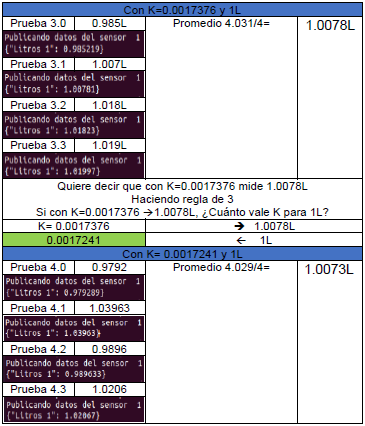 Con K=0.0017376 y 1L
Prueba 3.0 0.985L Promedio 4.031/4= 1.0078L
Publicando datos del sensor 1
{"Litros 1": 0.985219}
Prueba 3.1 1.007L
Publicando datos del sensor 1
{"Litros 1": 1.00781}
Prueba 3.2 1.018L
Publicando datos del sensor 1
{"Litros 1": 1.01823}
Prueba 3.3 1.019L
Publicando datos del sensor 1
{"Litros 1": 1.01997}
Quiere decir que con K=0.0017376 mide 1.0078L
Haciendo regla de 3
Si con K=0.0017376 →1.0078L, ¿Cuánto vale K para 1L?
K= 0.0017376 → 1.0078L
0.0017241 ← 1L
Con K= 0.0017241 y 1L
Prueba 4.0 0.9792 Promedio 4.029/4= 1.0073L
Publicando datos del sensor 1
{"Litros 1": 0.979289}
Prueba 4.1 1.03963
Publicando datos del sensor 1
{"Litros 1": 1.03963}
Prueba 4.2 0.9896
Publicando datos del sensor 1
{"Litros 1": 0.989633}
Prueba 4.3 1.0206
Publicando datos del sensor 1
{"Litros 1": 1.02067}